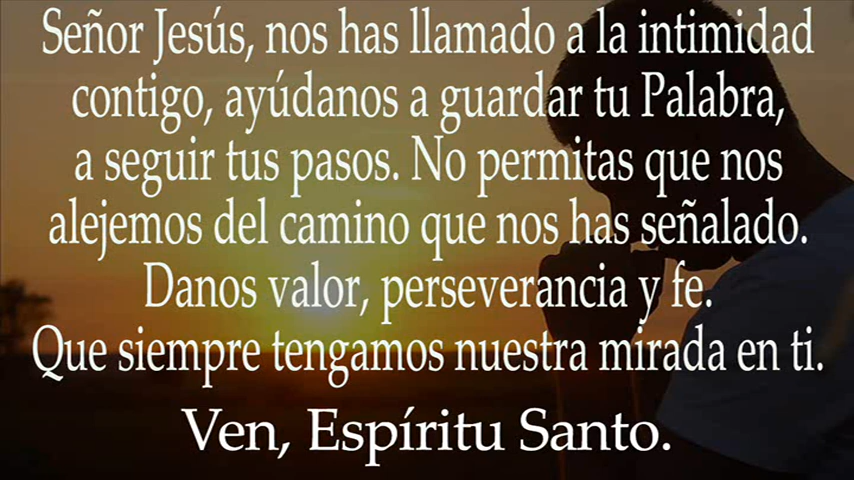 Señor Jesús, nos has llamado a la intimidad
contigo, ayúdanos a guardar tu Palabra,
a seguir tus pasos. No permitas que nos
alejemos del camino que nos has señalado.
Danos valor, perseverancia y fe.
Que siempre tengamos nuestra mirada en ti.
Ven, Espíritu Santo.